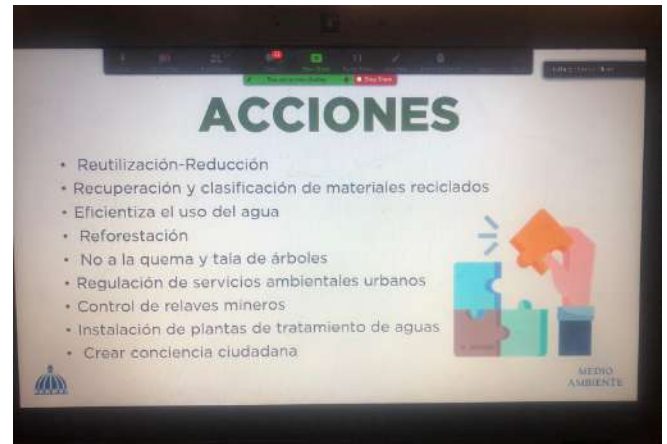 ACCIONES
• Reutilización-Reducción
• Recuperación y clasificación de materiales reciclados
• Eficientiza el uso del agua
• Reforestación
• No a la quema y tala de árboles
• Regulación de servicios ambientales urbanos
• Control de relaves mineros
• Instalación de plantas de tratamiento de aguas
• Crear conciencia ciudadana
MEDIO
AMBIENTE